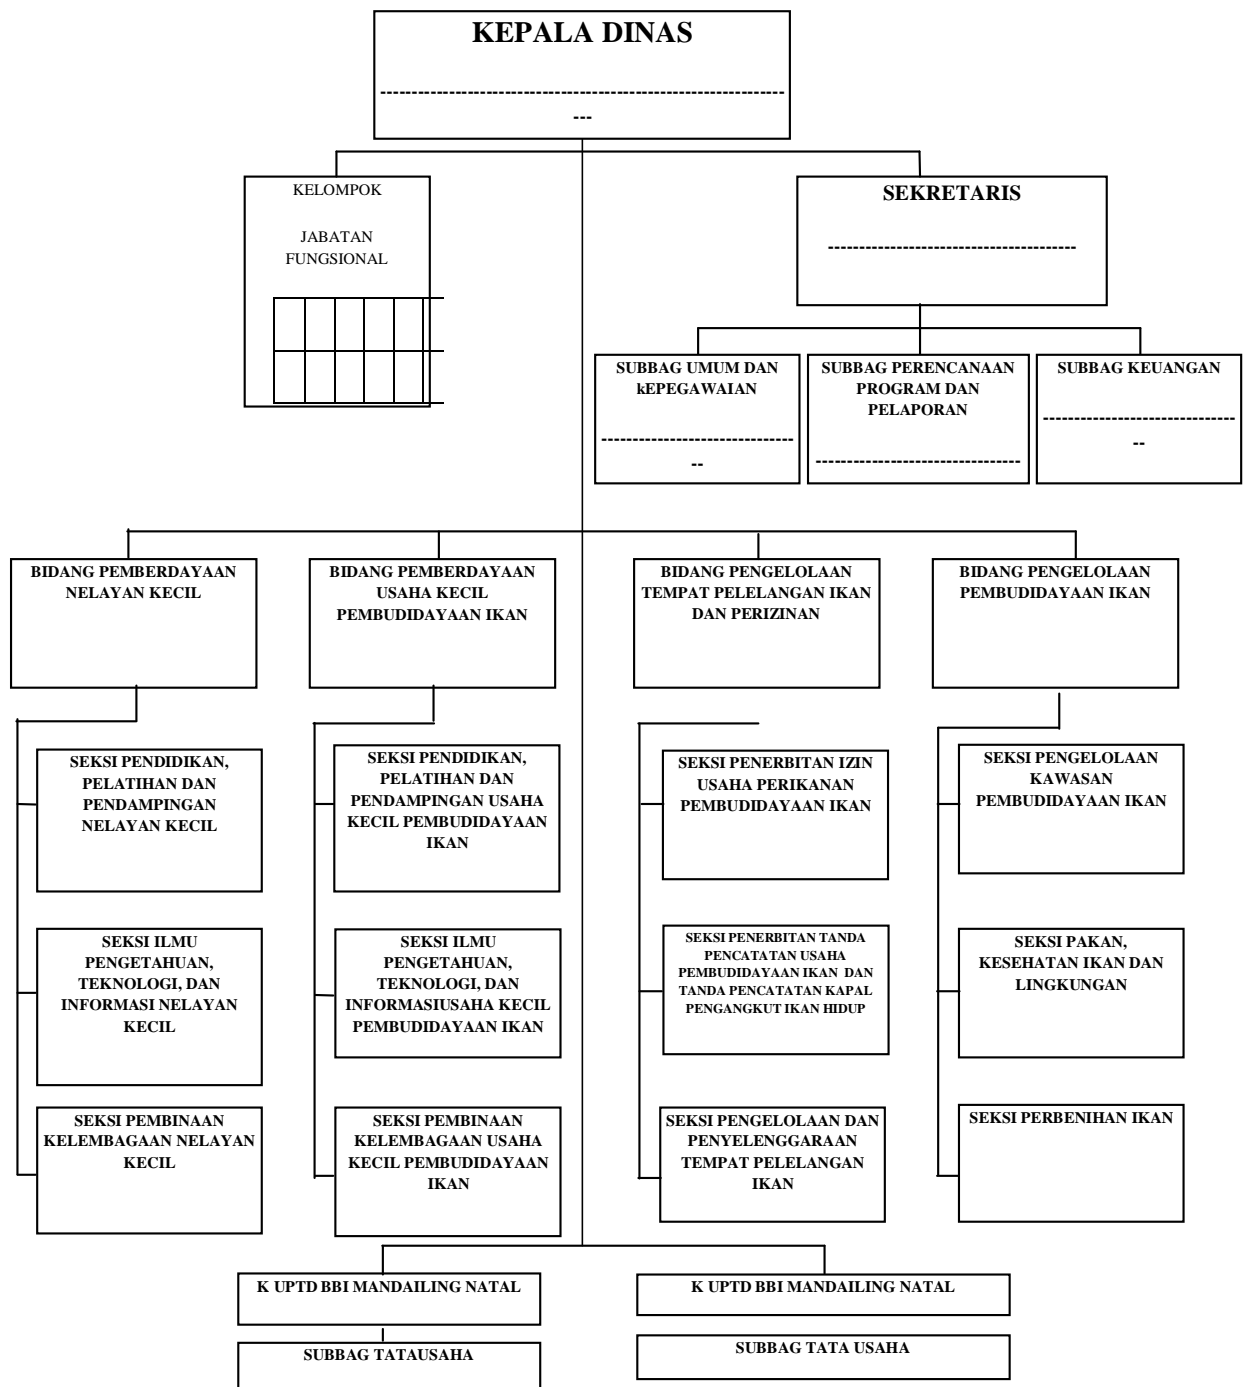 KEPALA DINAS
-----------------------------------------------------------------
---
KELOMPOK
JABATAN
FUNGSIONAL
SEKRETARIS
----------------------------------------
SUBBAG UMUM DAN
kEPEGAWAIAN
-------------------------------
--
SUBBAG PERENCANAAN
PROGRAM DAN
PELAPORAN
---------------------------------
SUBBAG KEUANGAN
-------------------------------
--
BIDANG PEMBERDAYAAN
NELAYAN KECIL
BIDANG PEMBERDAYAAN
USAHA KECIL
PEMBUDIDAYAAN IKAN
BIDANG PENGELOLAAN
TEMPAT PELELANGAN IKAN
DAN PERIZINAN
BIDANG PENGELOLAAN
PEMBUDIDAYAAN IKAN
SEKSI PENDIDIKAN,
PELATIHAN DAN
PENDAMPINGAN
NELAYAN KECIL
SEKSI PENDIDIKAN,
PELATIHAN DAN
PENDAMPINGAN USAHA
KECIL PEMBUDIDAYAAN
IKAN
SEKSI PENERBITAN IZIN
USAHA PERIKANAN
PEMBUDIDAYAAN IKAN
SEKSI PENGELOLAAN
KAWASAN
PEMBUDIDAYAAN IKAN
SEKSI ILMU
PENGETAHUAN,
TEKNOLOGI, DAN
INFORMASI NELAYAN
KECIL
SEKSI ILMU
PENGETAHUAN,
TEKNOLOGI, DAN
INFORMASIUSAHA KECIL
PEMBUDIDAYAAN IKAN
SEKSI PENERBITAN TANDA
PENCATATAN USAHA
PEMBUDIDAYAAN IKAN DAN
TANDA PENCATATAN KAPAL
PENGANGKUT IKAN HIDUP
SEKSI PAKAN,
KESEHATAN IKAN DAN
LINGKUNGAN
SEKSI PEMBINAAN
KELEMBAGAAN NELAYAN
KECIL
SEKSI PEMBINAAN
KELEMBAGAAN USAHA
KECIL PEMBUDIDAYAAN
IKAN
SEKSI PENGELOLAAN DAN
PENYELENGGARAAN
TEMPAT PELELANGAN
IKAN
SEKSI PERBENIHAN IKAN
K UPTD BBI MANDAILING NATAL
K UPTD BBI MANDAILING NATAL
SUBBAG TATAUSAHA
SUBBAG TATA USAHA